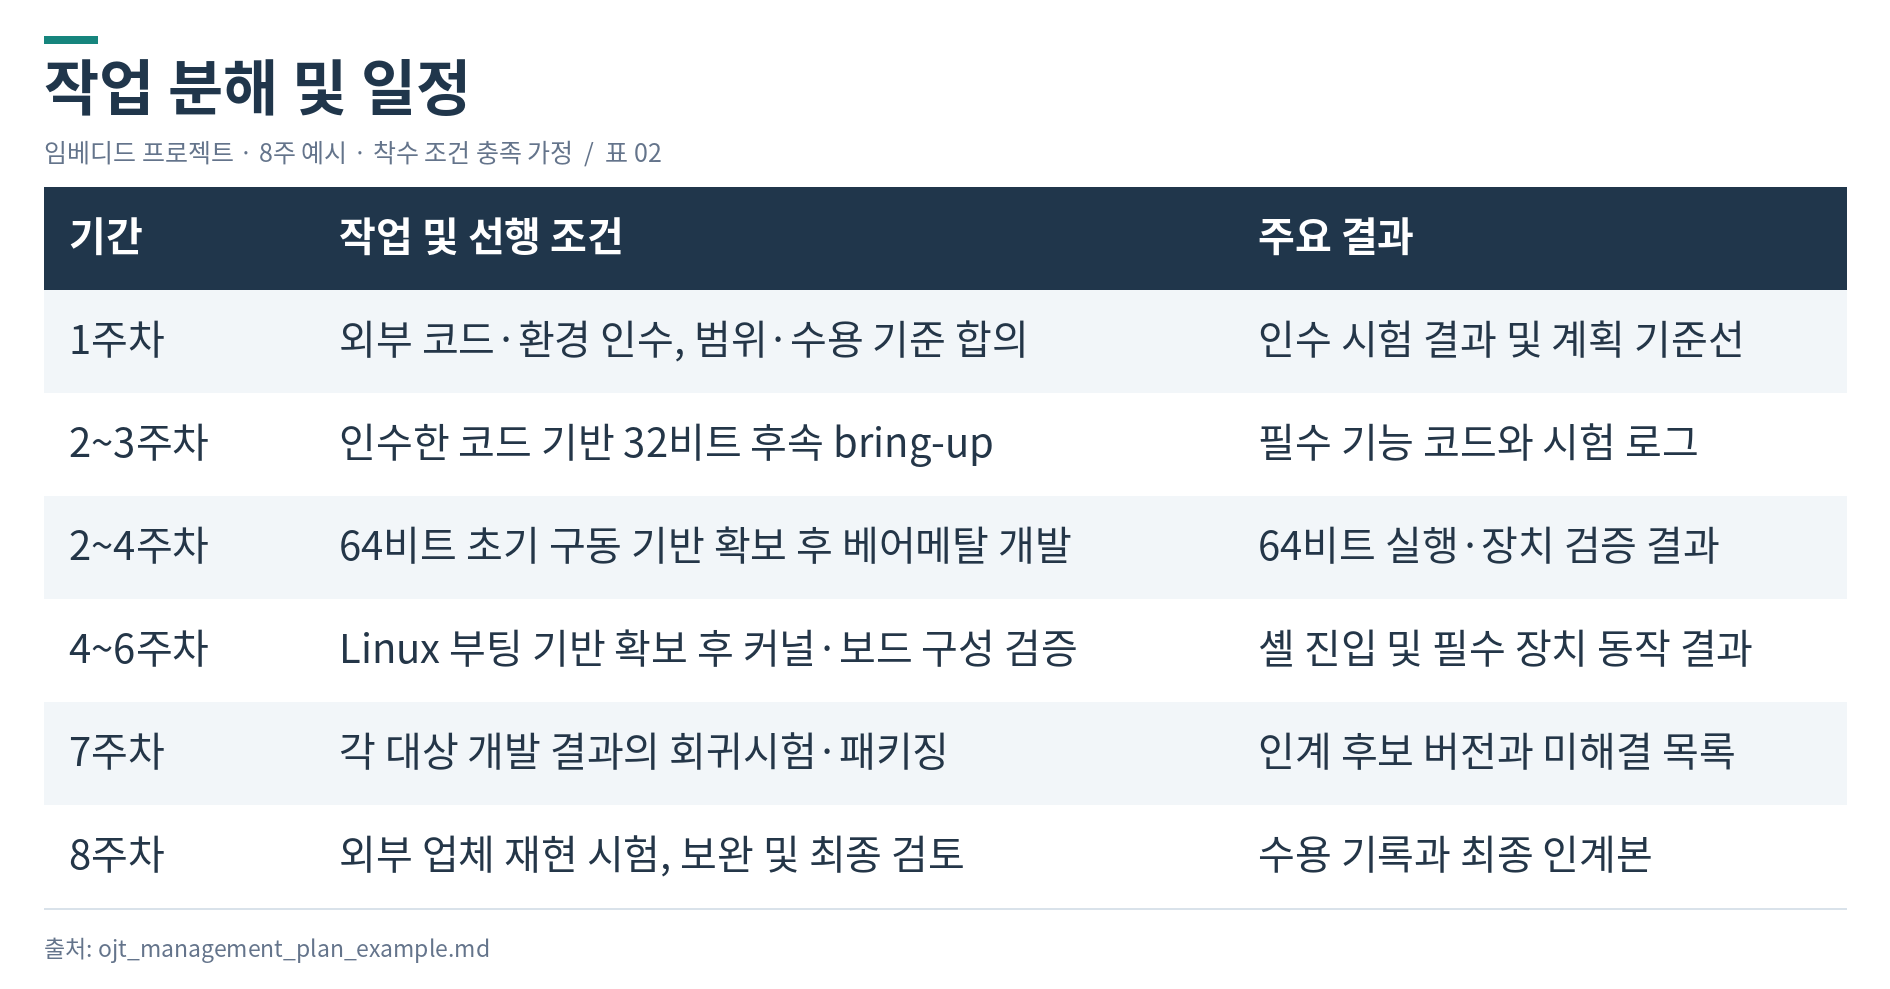 작업 분해 및 일정
임베디드 프로젝트 · 8주 예시 · 착수 조건 충족 가정 / 표 02
기간 작업 및 선행 조건 주요 결과
1주차 외부 코드·환경 인수, 범위·수용 기준 합의 인수 시험 결과 및 계획 기준선
2~3주차 인수한 코드 기반 32비트 후속 bring-up 필수 기능 코드와 시험 로그
2~4주차 64비트 초기 구동 기반 확보 후 베어메탈 개발 64비트 실행·장치 검증 결과
4~6주차 Linux 부팅 기반 확보 후 커널·보드 구성 검증 셸 진입 및 필수 장치 동작 결과
7주차 각 대상 개발 결과의 회귀시험·패키징 인계 후보 버전과 미해결 목록
8주차 외부 업체 재현 시험, 보완 및 최종 검토 수용 기록과 최종 인계본
출처: ojt_management_plan_example.md